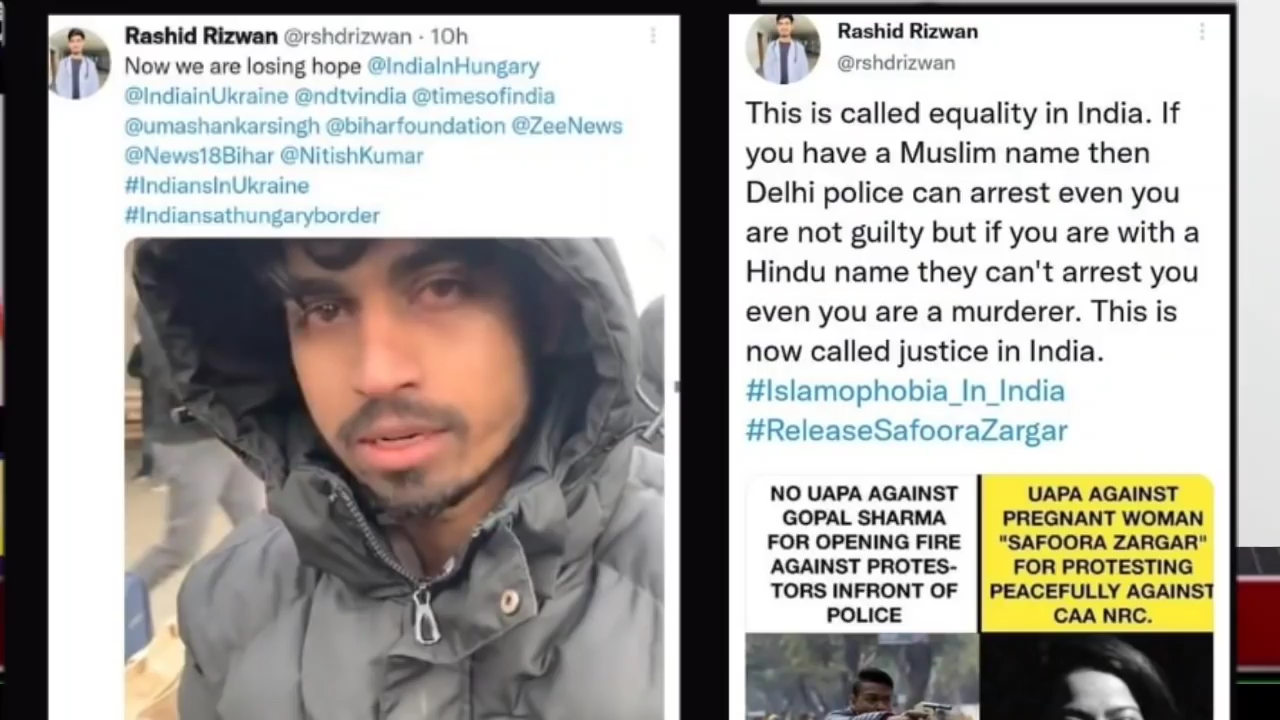 Rashid Rizwan @rshdrizwan · 10h
Now we are losing hope @IndiaInHungary
@IndiainUkraine @ndtvindia @timesofindia
@umashankarsingh @biharfoundation @ZeeNews
@News18Bihar @NitishKumar
#IndiansInUkraine
#Indiansathungaryborder
Rashid Rizwan
@rshdrizwan
This is called equality in India. If
you have a Muslim name then
Delhi police can arrest even you
are not guilty but if you are with a
Hindu name they can't arrest you
even you are a murderer. This is
now called justice in India.
#Islamophobia_In_India
#ReleaseSafooraZargar
NO UAPA AGAINST
GOPAL SHARMA
FOR OPENING FIRE
AGAINST PROTES-
TORS INFRONT OF
POLICE
UAPA AGAINST
PREGNANT WOMAN
"SAFOORA ZARGAR"
FOR PROTESTING
PEACEFULLY AGAINST
CAA NRC.